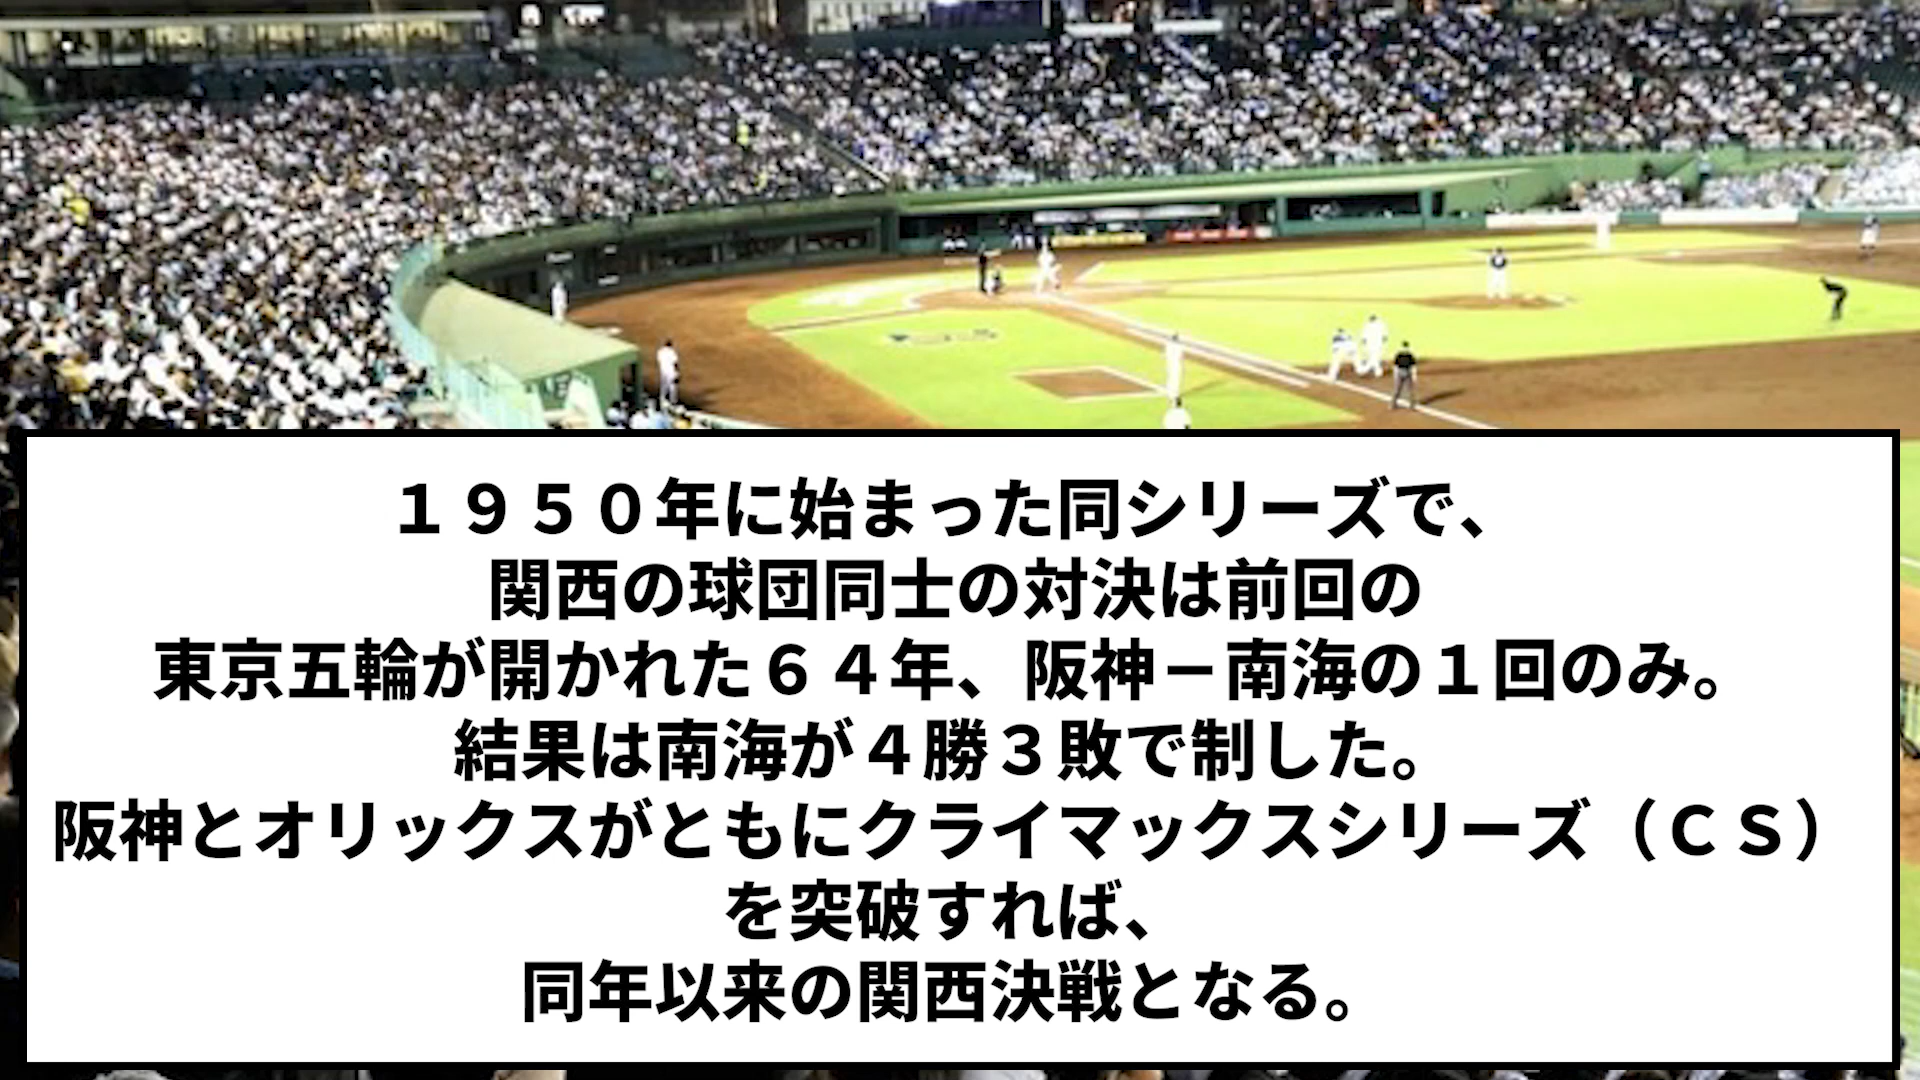 １９５０年に始まった同シリーズで、
関西の球団同士の対決は前回の
東京五輪が開かれた６４年、阪神－南海の１回のみ。
結果は南海が４勝３敗で制した。
阪神とオリックスがともにクライマックスシリーズ（ＣＳ）
を突破すれば、
同年以来の関西決戦となる。